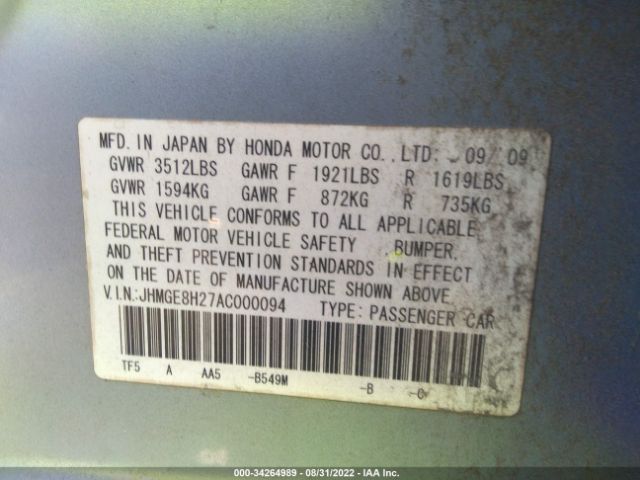 MFD. IN JAPAN BY HONDA MOTOR CO., LTD. 09/09
GVWR 3512LBS GAWR F 1921LBS R 1619LBS
GVWR 1594KG GAWR F 872KG R 735KG
THIS VEHICLE CONFORMS TO ALL APPLICABLE
FEDERAL MOTOR VEHICLE SAFETY BUMPER,
AND THEFT PREVENTION STANDARDS IN EFFECT
ON THE DATE OF MANUFACTURE SHOWN ABOVE.
V.I.N.:JHMGE8H27AC000094 TYPE: PASSENGER CAR
TF5 A AA5 -B549M -B -C
000-34264989 - 08/31/2022 - IAA Inc.